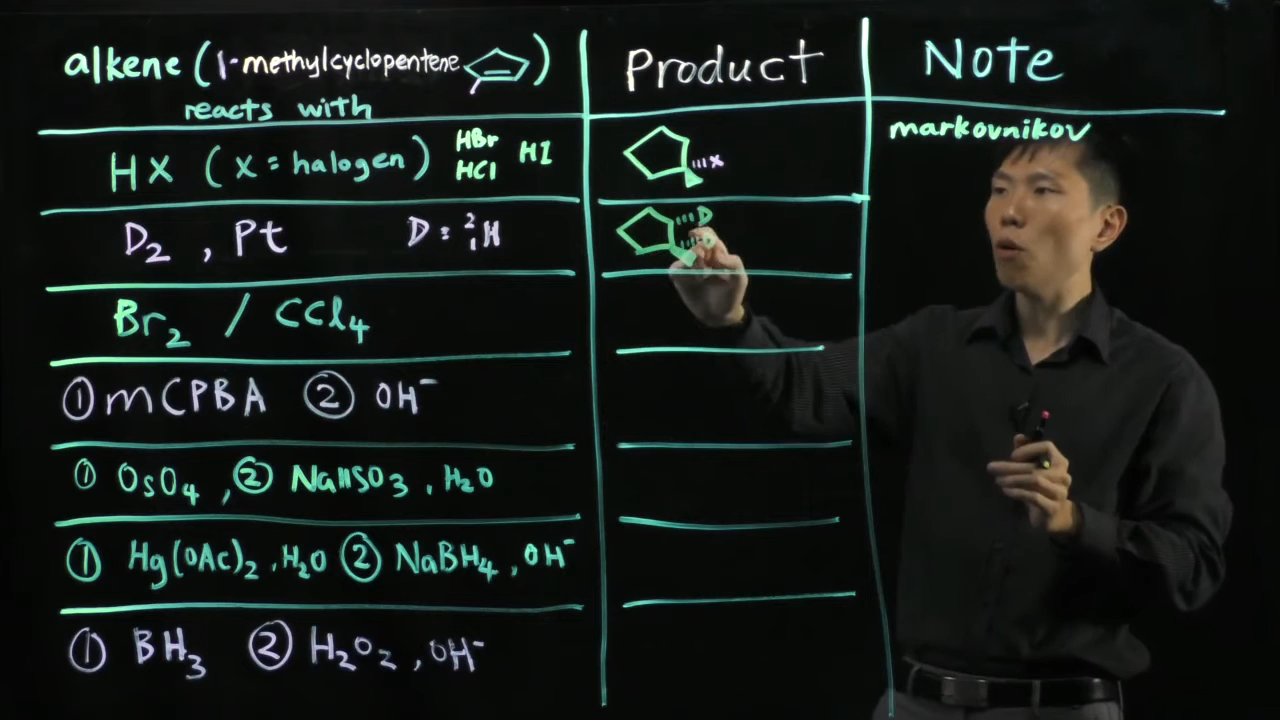 alkene (1-methylcyclopentene ) Product Note
reacts with
HX (X = halogen) HBr HCl HI X markovnikov
D₂, Pt D = ²₁H D D
Br₂ / CCl₄
① mCPBA ② OH⁻
① OsO₄, ② NaHSO₃, H₂O
① Hg(OAc)₂, H₂O ② NaBH₄, OH⁻
① BH₃ ② H₂O₂, OH⁻